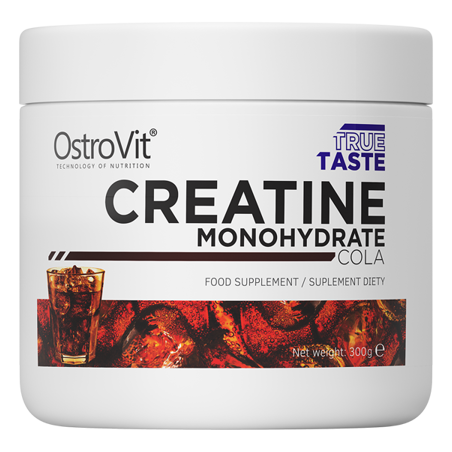 OstroVit®
TECHNOLOGY OF NUTRITION
TRUE
TASTE
CREATINE
MONOHYDRATE
COLA
FOOD SUPPLEMENT / SUPLEMENT DIETY
Net weight: 300g ℮